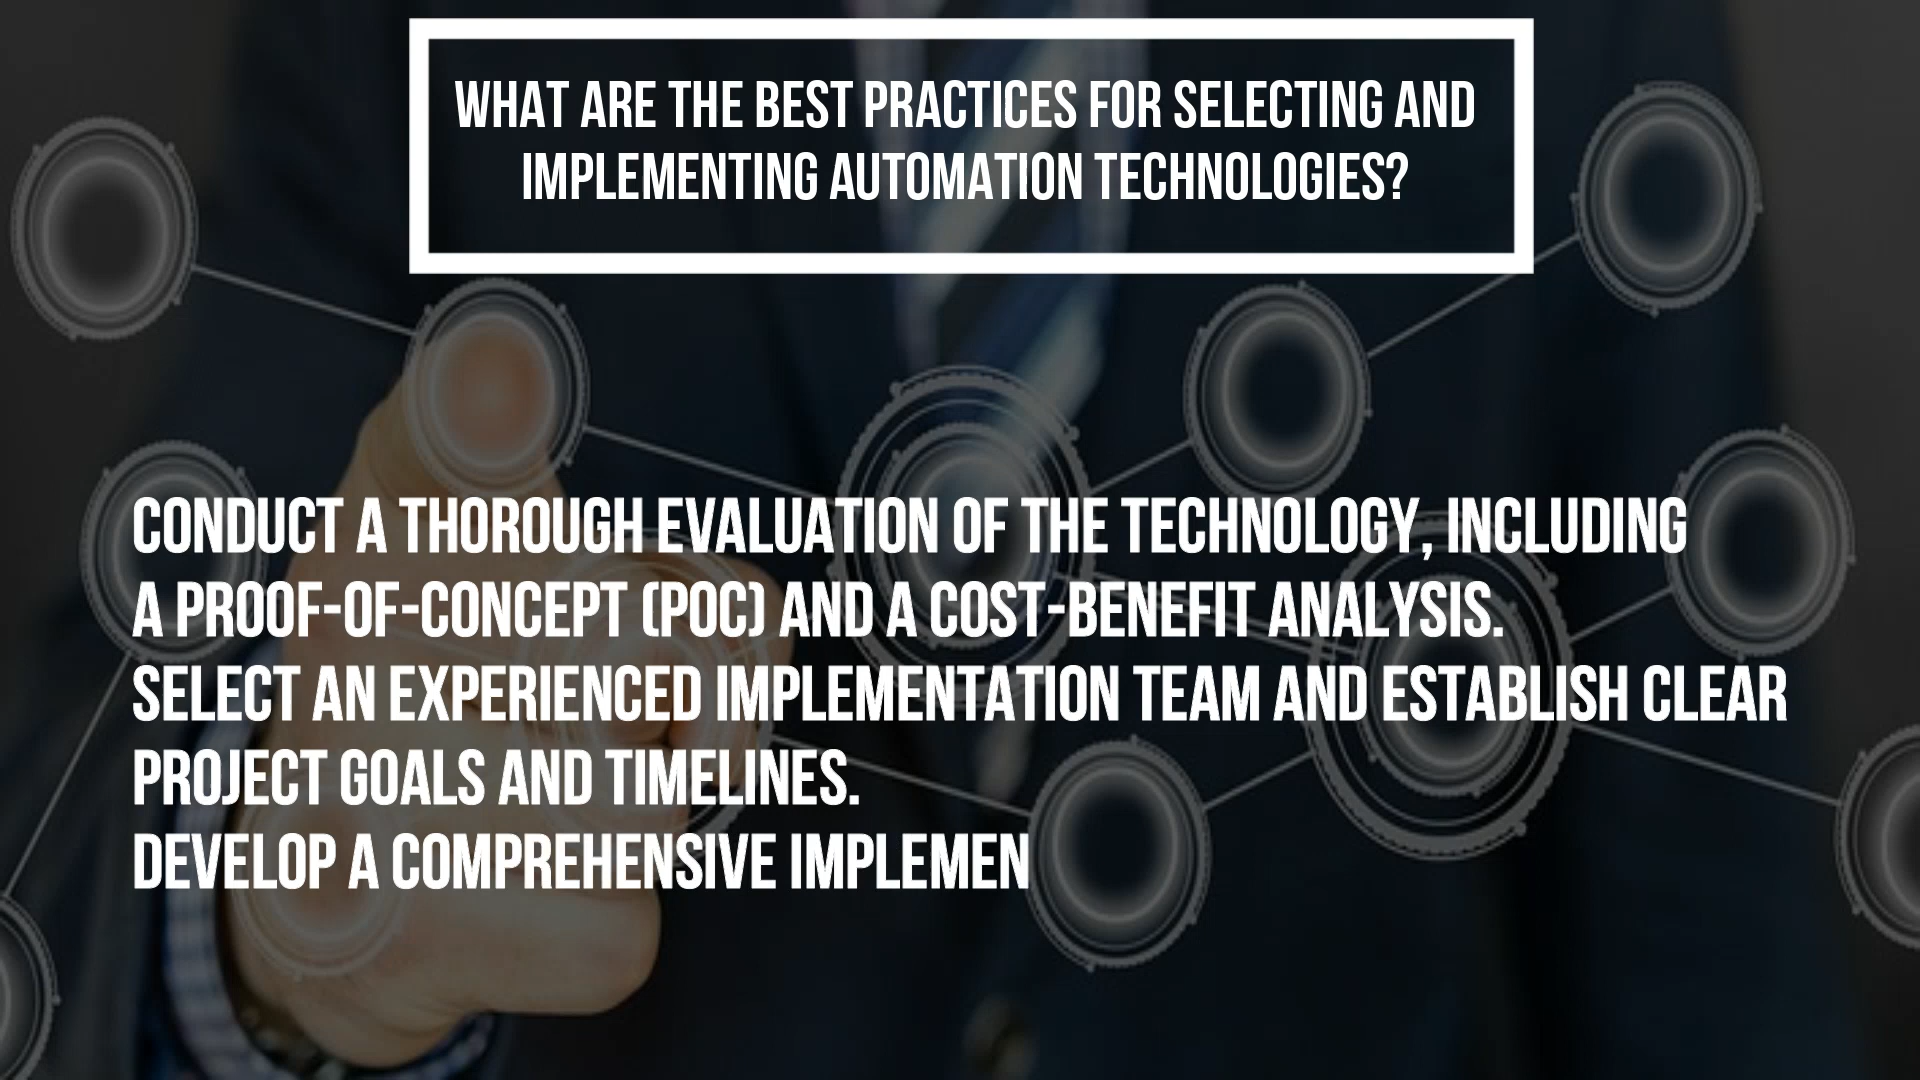 WHAT ARE THE BEST PRACTICES FOR SELECTING AND
IMPLEMENTING AUTOMATION TECHNOLOGIES?
CONDUCT A THOROUGH EVALUATION OF THE TECHNOLOGY, INCLUDING
A PROOF-OF-CONCEPT (POC) AND A COST-BENEFIT ANALYSIS.
SELECT AN EXPERIENCED IMPLEMENTATION TEAM AND ESTABLISH CLEAR
PROJECT GOALS AND TIMELINES.
DEVELOP A COMPREHENSIVE IMPLEMEN